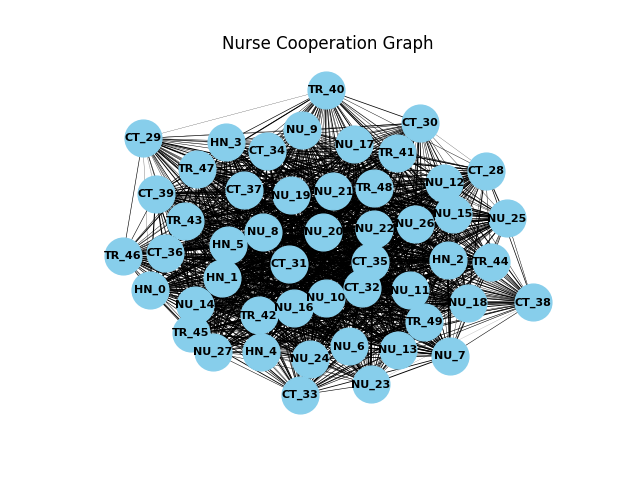 Nurse Cooperation Graph
TR_40
CT_30
NU_9
CT_29
HN_3
NU_17
CT_34
TR_41
TR_47
CT_28
NU_12
TR_48
CT_37
NU_21
CT_39
NU_19
NU_15
NU_25
TR_43
NU_26
NU_22
NU_8
NU_20
HN_5
CT_36
TR_46
HN_2
TR_44
CT_35
CT_31
HN_1
CT_32
HN_0
NU_11
NU_10
CT_38
NU_18
NU_14
NU_16
TR_42
TR_49
TR_45
NU_6
NU_13
NU_27
HN_4
NU_7
NU_24
NU_23
CT_33